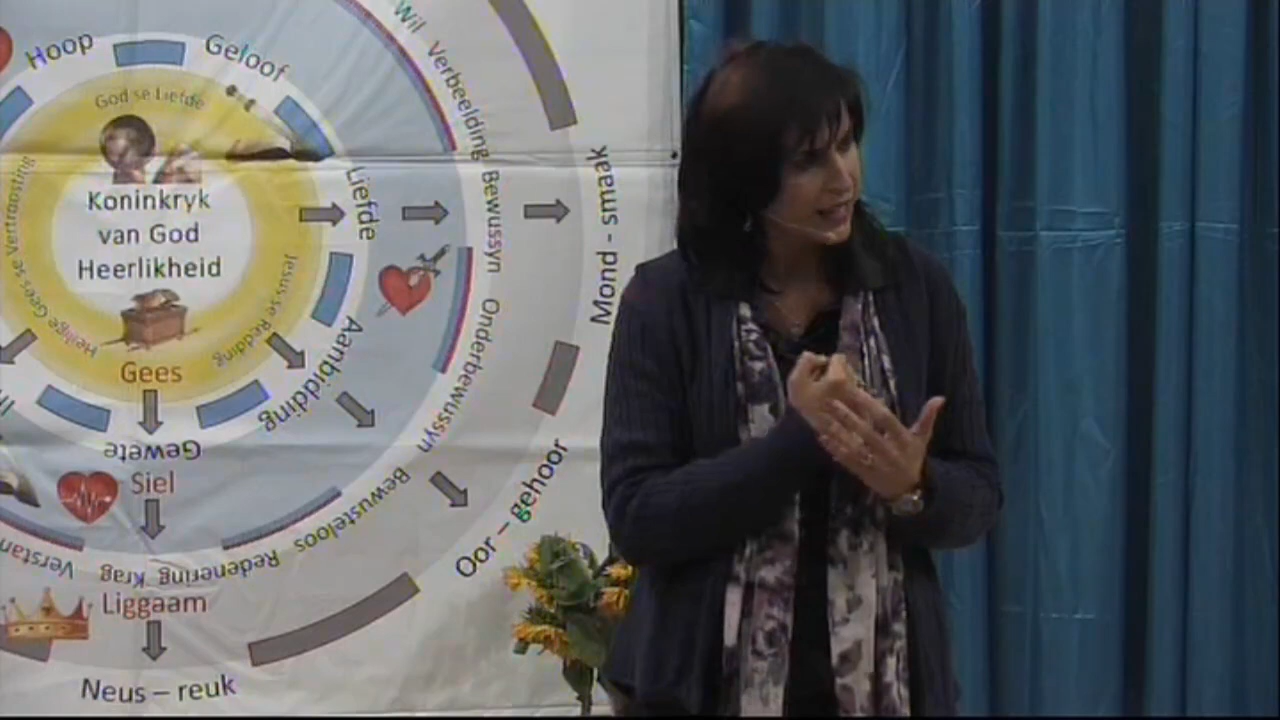 Hoop
Geloof
Liefde
Aanbidding
Gewete
God se Liefde
Jesus se Redding
Heilige Gees se Vertroosting
Koninkryk
van God
Heerlikheid
Gees
Siel
Liggaam
Wil
Verbeelding
Bewussyn
Onderbewussyn
Bewusteloos
Redenering Krag
Verstan
Mond - smaak
Oor – gehoor
Neus – reuk